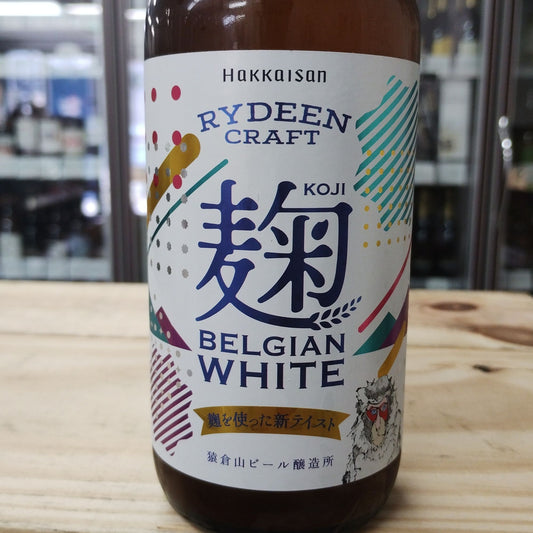 HAKKAISAN
RYDEEN
CRAFT
KOJI
麹
BELGIAN
WHITE
麹を使った新テイスト
猿倉山ビール醸造所